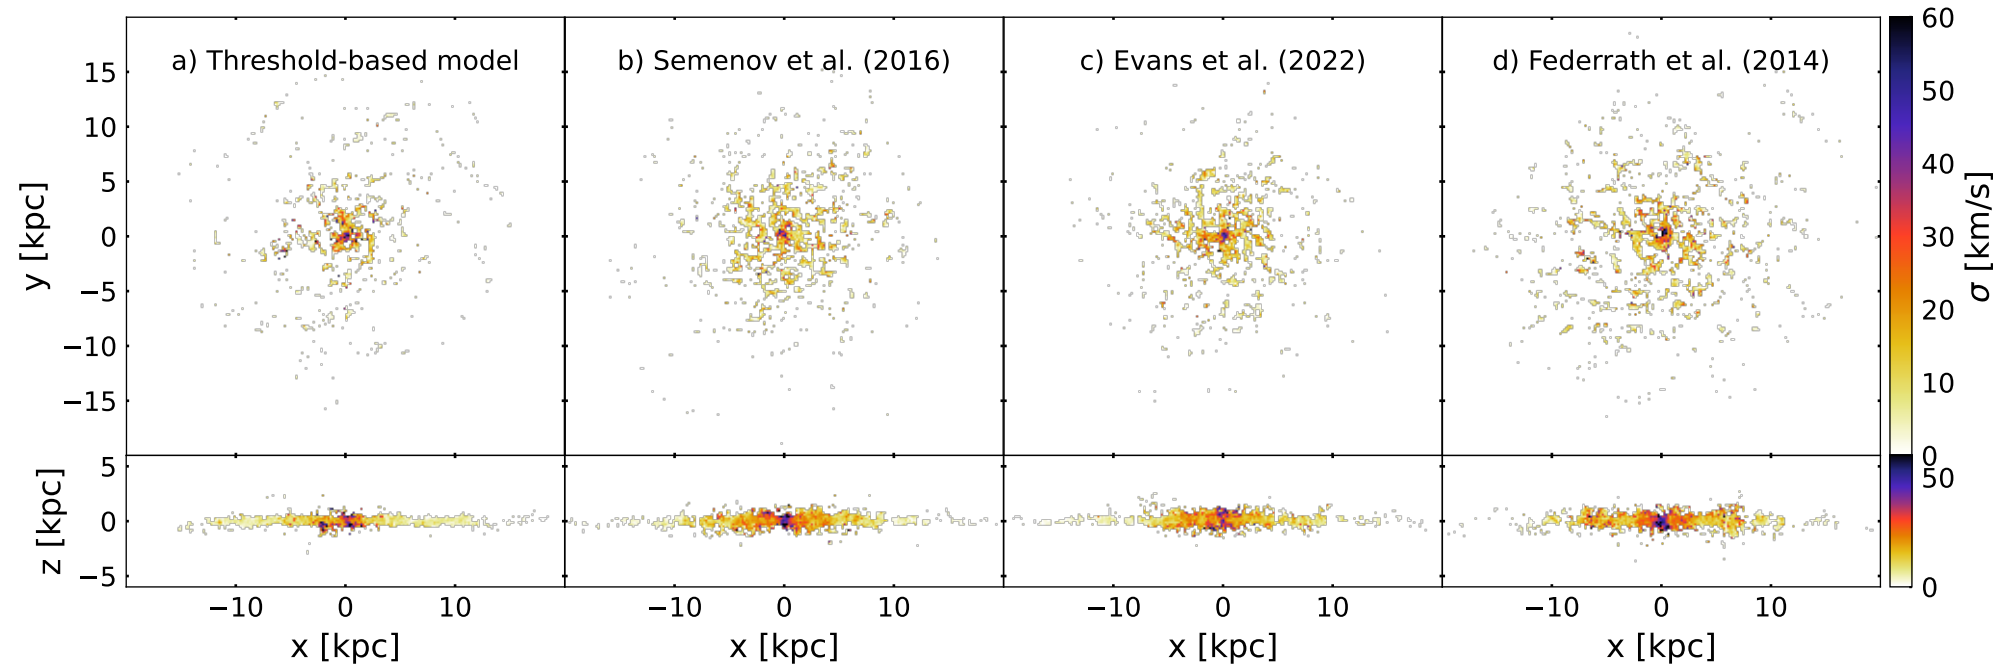 a) Threshold-based model
b) Semenov et al. (2016)
c) Evans et al. (2022)
d) Federrath et al. (2014)
y [kpc]
15
10
5
0
−5
−10
−15
z [kpc]
5
0
−5
−10 0 10
−10 0 10
−10 0 10
−10 0 10
x [kpc]
x [kpc]
x [kpc]
x [kpc]
60
50
40
30
20
10
0
50
0
σ [km/s]